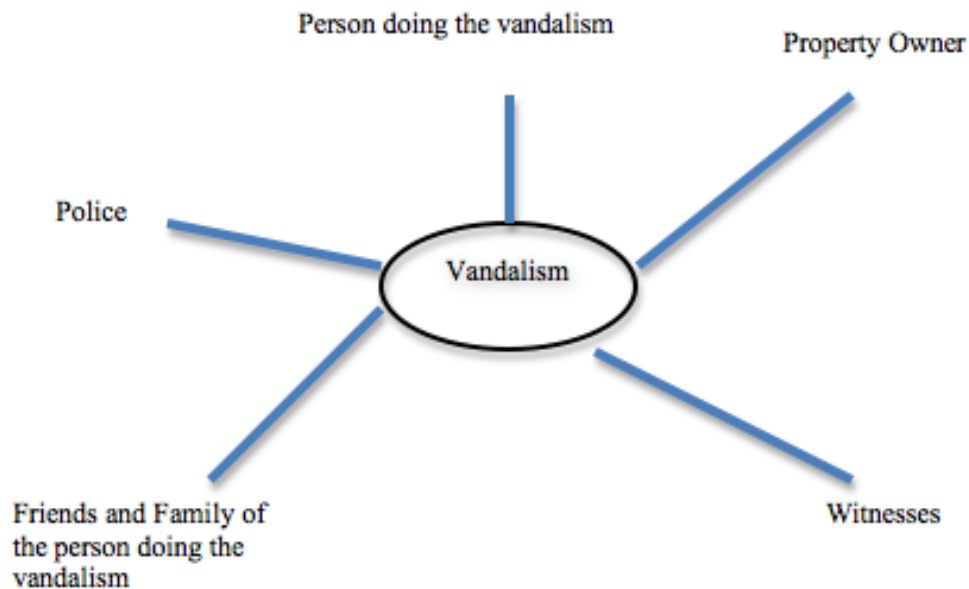 Person doing the vandalism
Property Owner
Police
Vandalism
Friends and Family of
the person doing the
vandalism
Witnesses